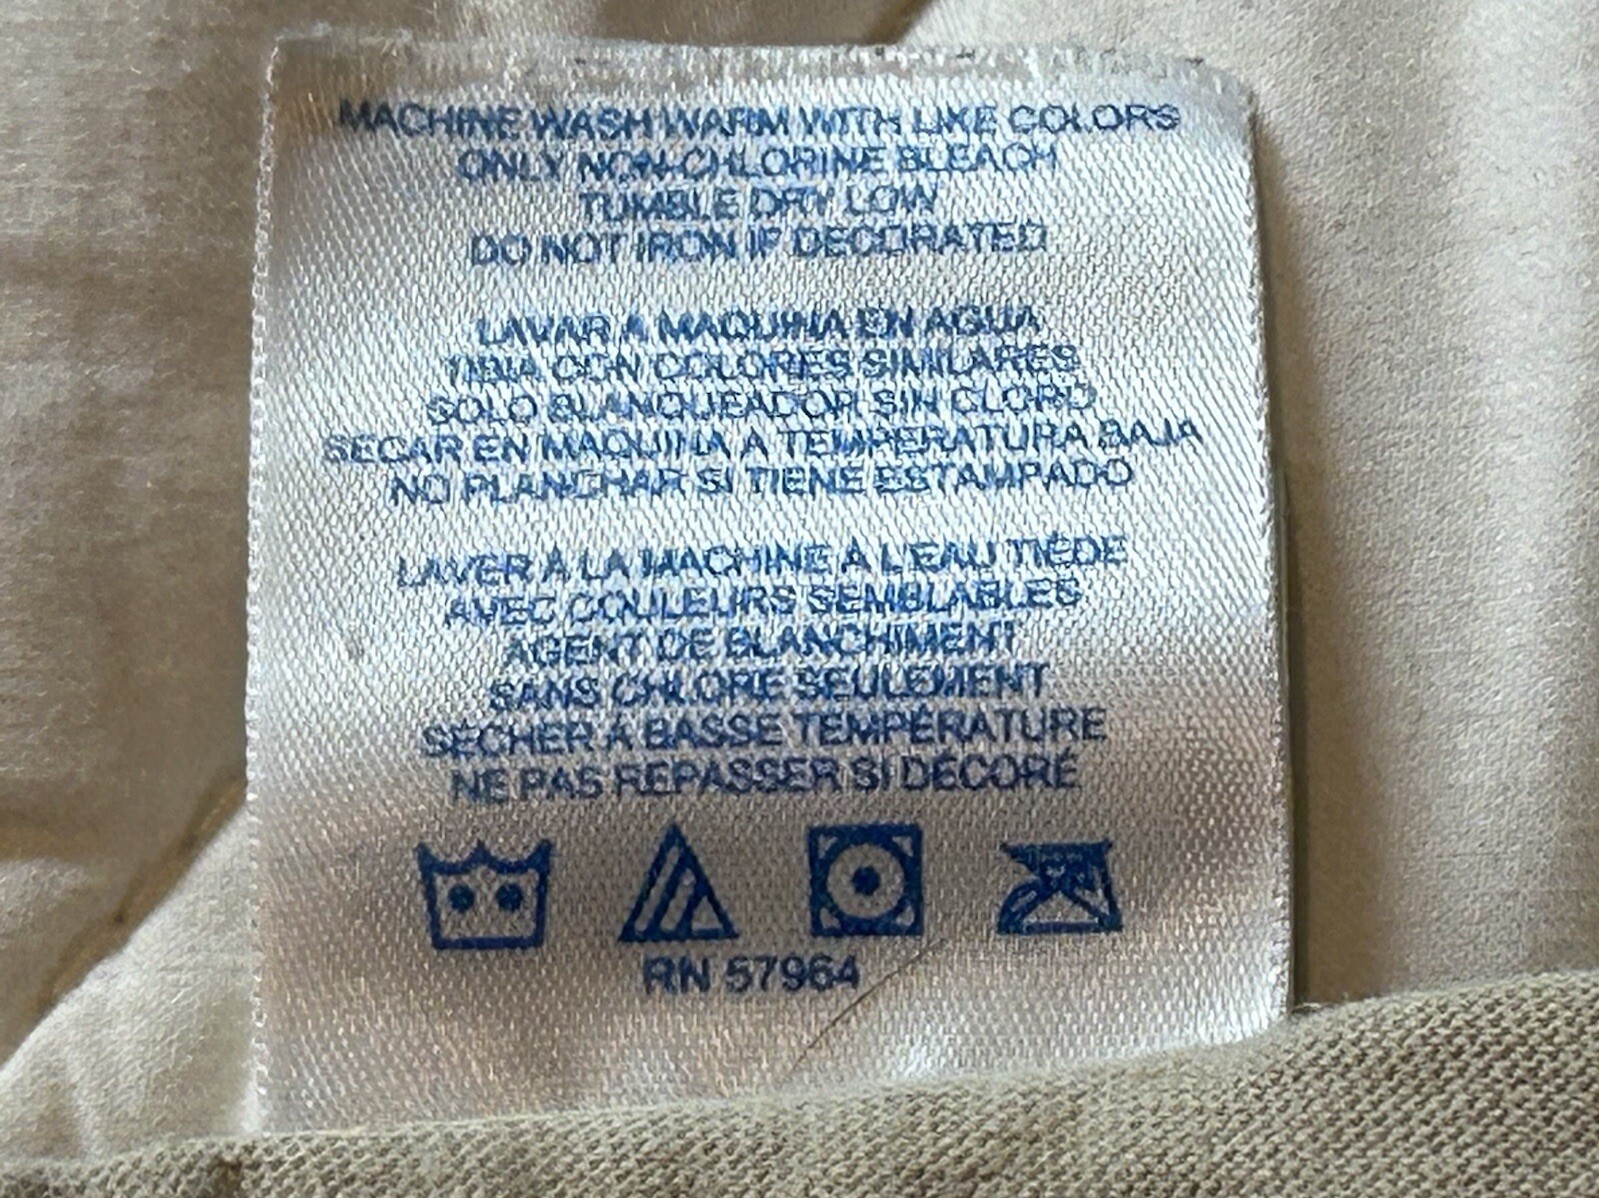 MACHINE WASH WARM WITH LIKE COLORS
ONLY NON-CHLORINE BLEACH
TUMBLE DRY LOW
DO NOT IRON IF DECORATED
LAVAR A MAQUINA EN AGUA
TIBIA CON COLORES SIMILARES
SOLO BLANQUEADOR SIN CLORO
SECAR EN MAQUINA A TEMPERATURA BAJA
NO PLANCHAR SI TIENE ESTAMPADO
LAVER À LA MACHINE À L'EAU TIÈDE
AVEC COULEURS SEMBLABLES
AGENT DE BLANCHIMENT
SANS CHLORE SEULEMENT
SÉCHER À BASSE TEMPÉRATURE
NE PAS REPASSER SI DÉCORÉ
RN 57964